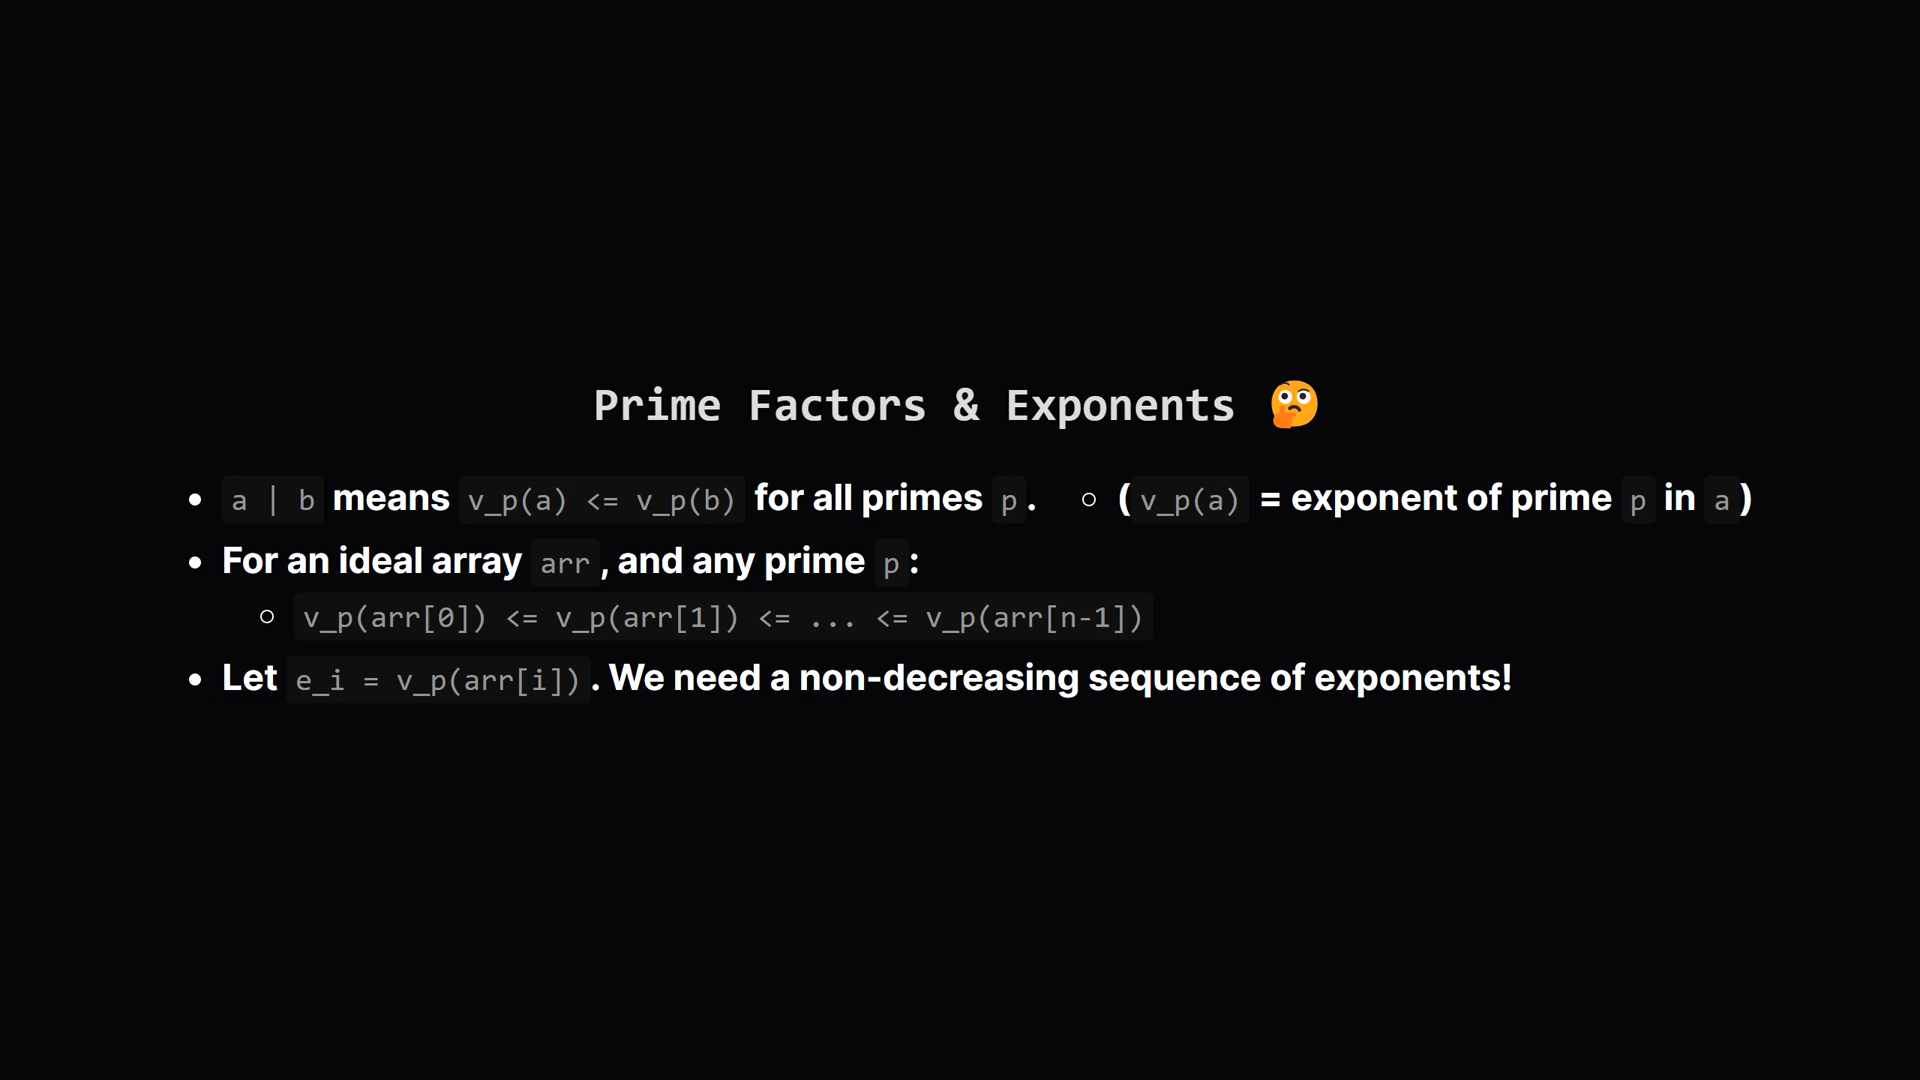 Prime Factors & Exponents 🤔
• a | b means v_p(a) <= v_p(b) for all primes p. ◦ (v_p(a) = exponent of prime p in a)
• For an ideal array arr, and any prime p:
◦ v_p(arr[0]) <= v_p(arr[1]) <= ... <= v_p(arr[n-1])
• Let e_i = v_p(arr[i]). We need a non-decreasing sequence of exponents!